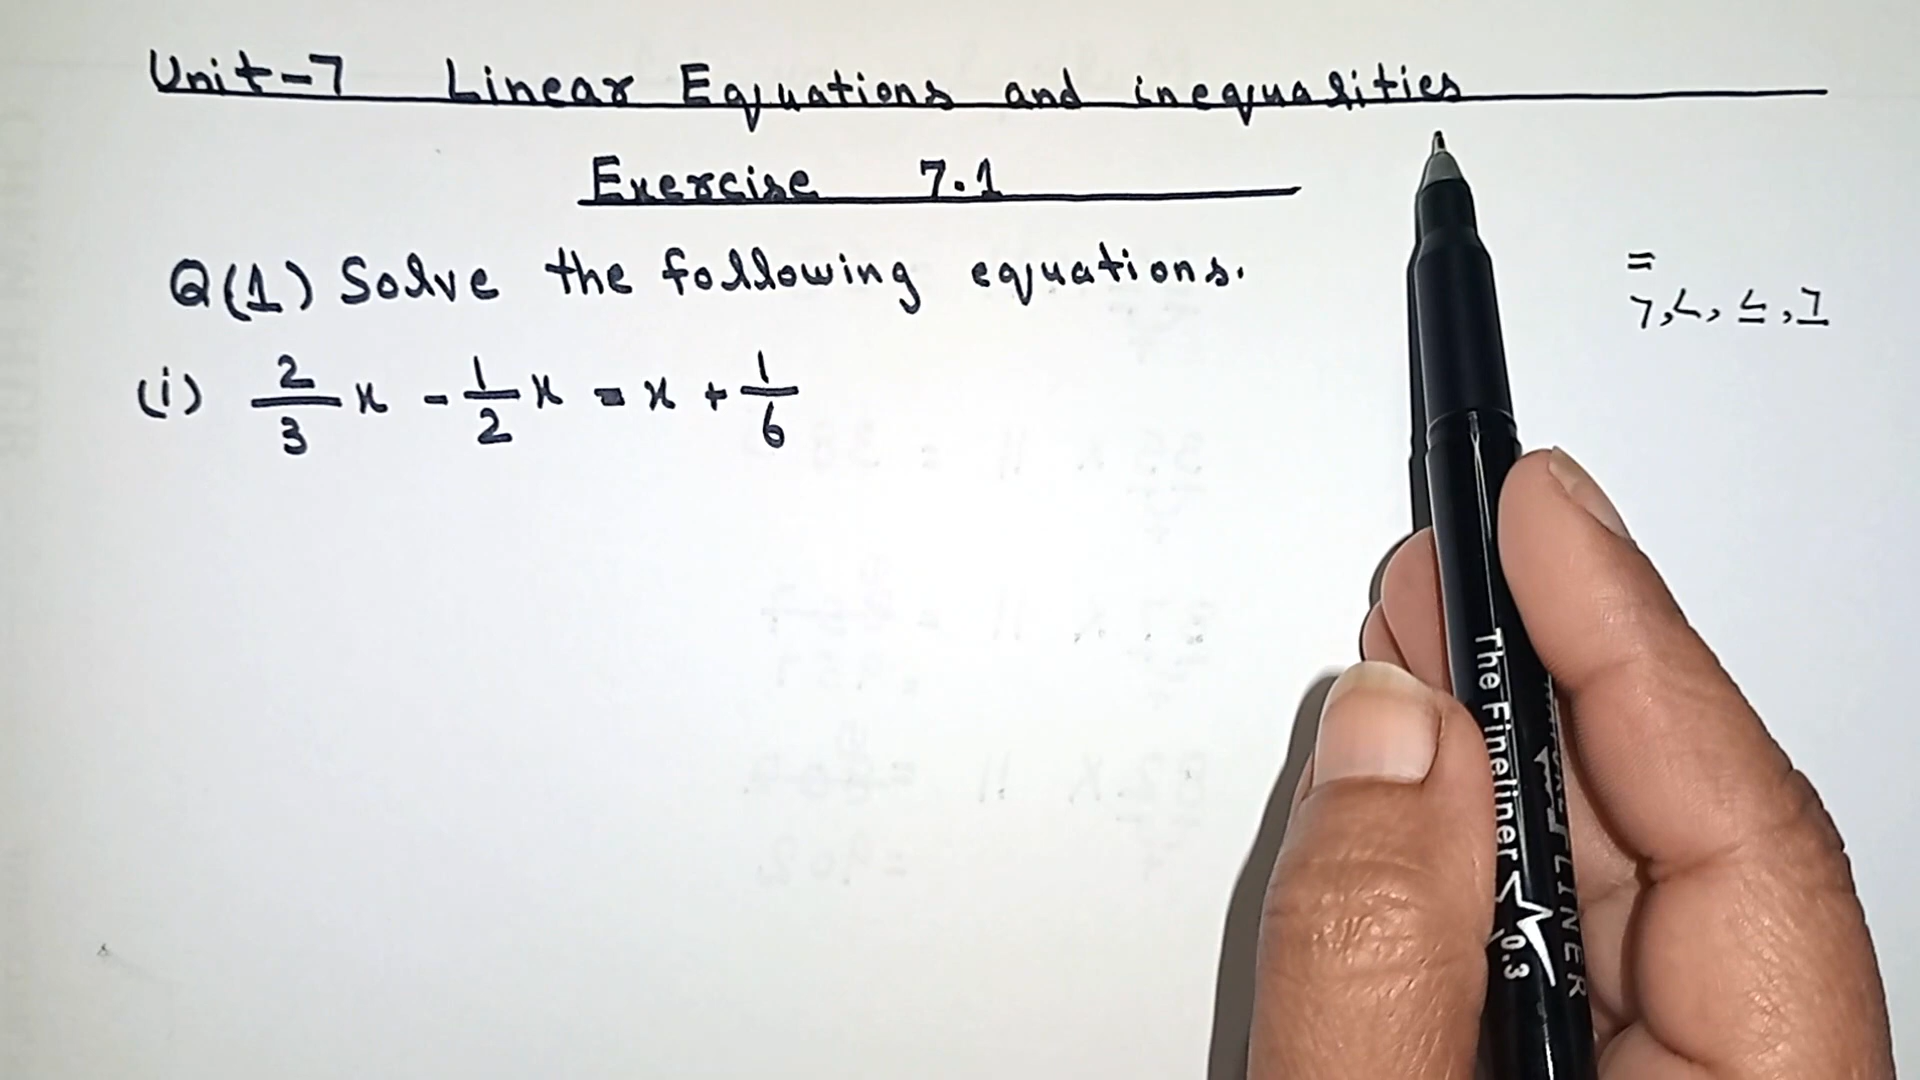 Unit-7 Linear Equations and inequalities
Exercise 7.1
Q(1) Solve the following equations.
=
>, <, ≤, ≥
(i) 2/3 x - 1/2 x = x + 1/6
The Fineliner 0.3